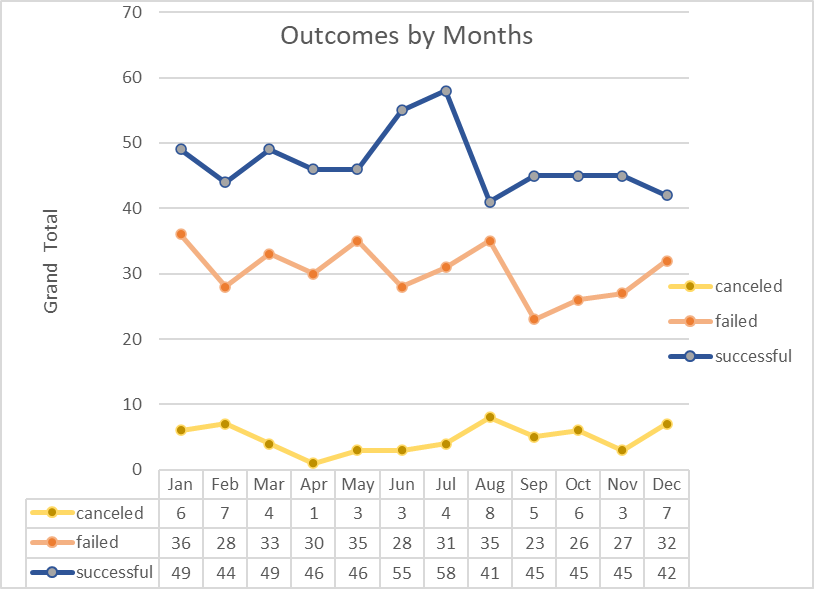 70
Outcomes by Months
60
50
40
30
20
10
0
Grand Total
canceled
failed
successful
Jan Feb Mar Apr May Jun Jul Aug Sep Oct Nov Dec
canceled 6 7 4 1 3 3 4 8 5 6 3 7
failed 36 28 33 30 35 28 31 35 23 26 27 32
successful 49 44 49 46 46 55 58 41 45 45 45 42